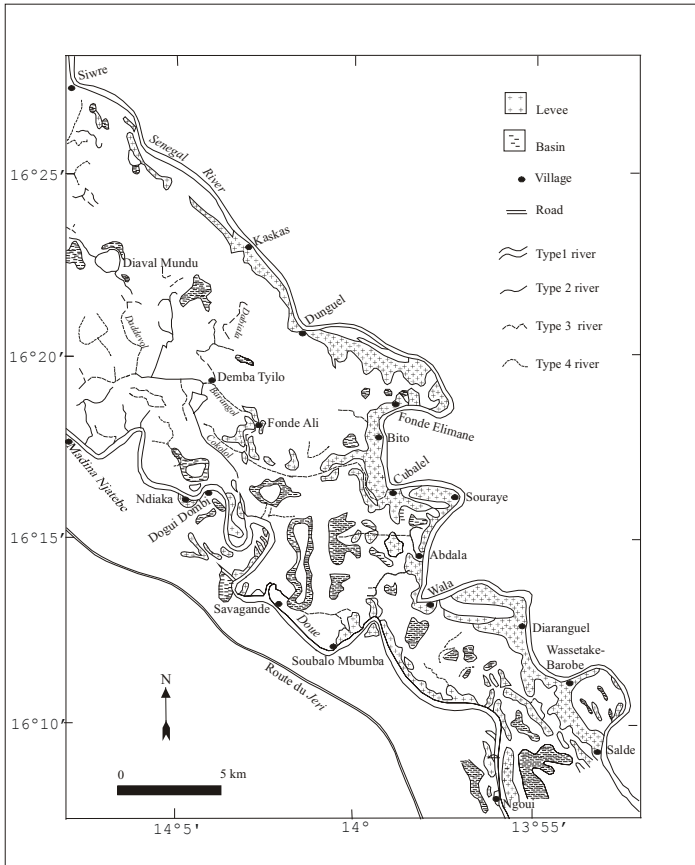 Siwre
Senegal
River
Levee
Basin
Village
Road
Type1 river
Type 2 river
Type 3 river
Type 4 river
16°25'
Kaskas
Diaval Mundu
Dunguel
16°20'
Demba Tyilo
Barangol
Fonde Ali
Fonde Elimane
Bito
Madina Njatebe
Cubalel
Ndiaka
Dogui Dombi
Souraye
16°15'
Abdala
Savagande
Wala
Doue
Diaranguel
Soubalo Mbumba
Wassetake-
Barobe
Route du Jeri
N
16°10'
Salde
0
5 km
Ngoui
14°5'
14°
13°55'